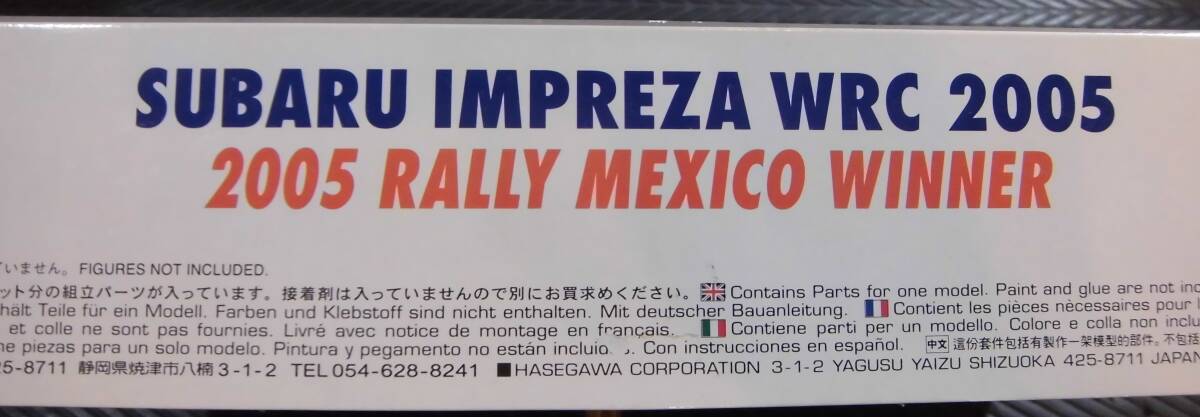 SUBARU IMPREZA WRC 2005
2005 RALLY MEXICO WINNER
ていません。FIGURES NOT INCLUDED.
ット分の組立パーツが入っています。接着剤は入っていませんので別にお買求めください。 Contains Parts for one model. Paint and glue are not inc
hält Teile für ein Modell. Farben und Klebstoff sind nicht enthalten. Mit deutscher Bauanleitung. Contient les pièces nècessaires pour
et colle ne sont pas fournies. Livré avec notice de montage en français. Contiene parti per un modello. Colore e colla non inclu
ne piezas para un solo modelo. Pintura y pegamento no están Con instrucciones en español. 中文 這份套件包括有製作一架模型的部件。不包括
25-8711 静岡県焼津市八楠3-1-2 TEL054-628-8241 ■HASEGAWA CORPORATION 3-1-2 YAGUSU YAIZU SHIZUOKA 425-8711 JAPAN